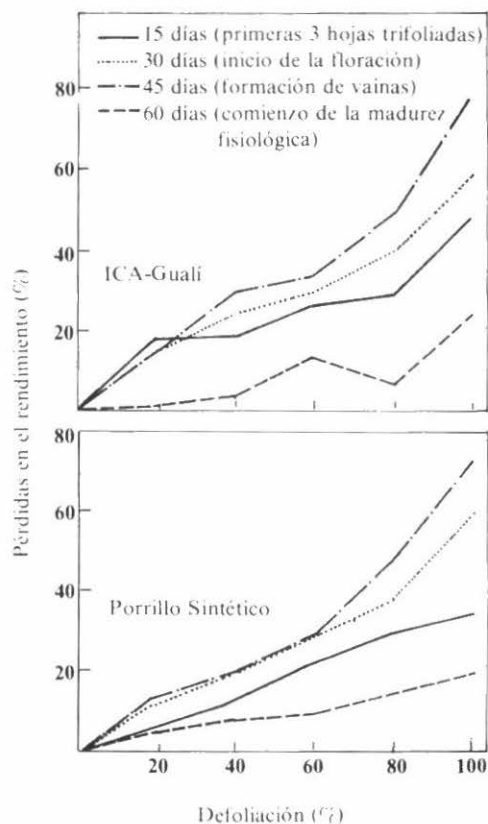 15 días (primeras 3 hojas trifoliadas)
30 días (inicio de la floración)
45 días (formación de vainas)
60 días (comienzo de la madurez
fisiológica)
80
60
40
20
ICA-Gualí
Pérdidas en el rendimiento (%)
80
60
40
20
Porrillo Sintético
20 40 60 80 100
Defoliación (%)